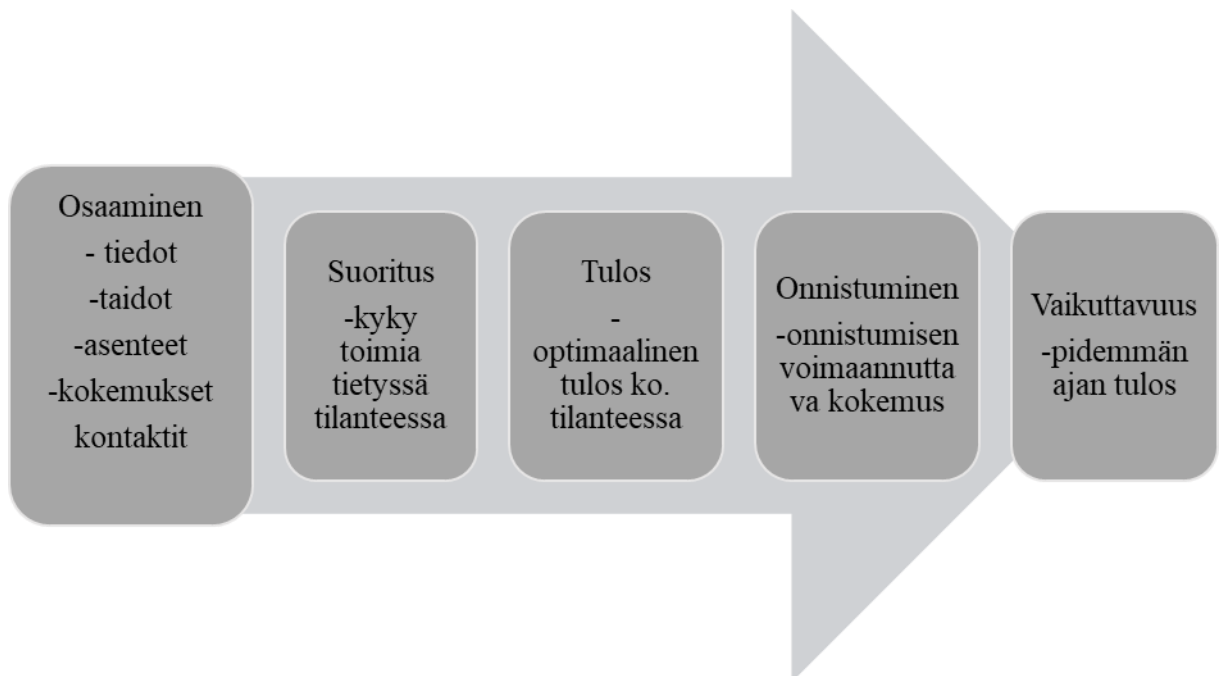 Osaaminen
- tiedot
-taidot
-asenteet
-kokemukset
kontaktit
Suoritus
-kyky
toimia
tietyssä
tilanteessa
Tulos
-
optimaalinen
tulos ko.
tilanteessa
Onnistuminen
-onnistumisen
voimaannutta
va kokemus
Vaikuttavuus
-pidemmän
ajan tulos